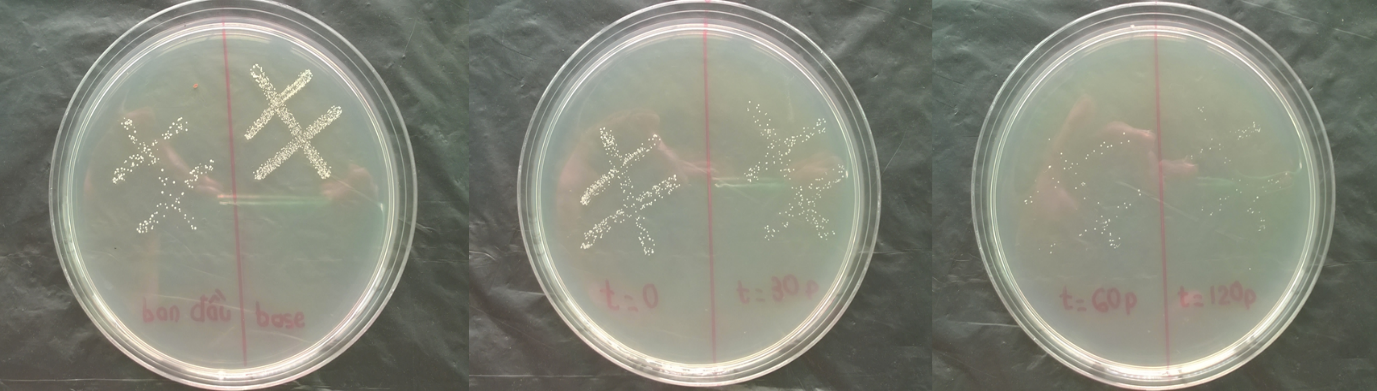 ban đầu
base
t=0
t=30p
t=60p
t=120p